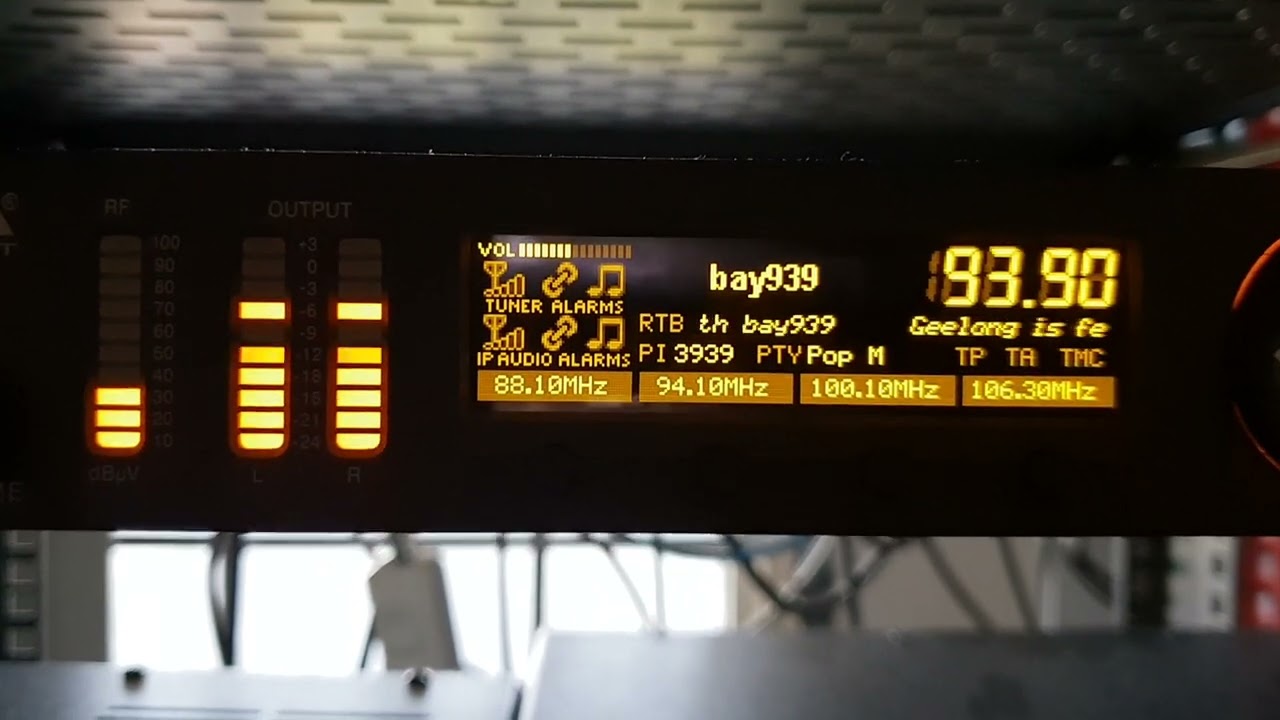 RF
OUTPUT
100
90
80
70
60
50
40
30
20
10
dBµV
+3
0
-3
-6
-9
-12
-18
-21
-24
L
R
VOL
TUNER ALARMS
IP AUDIO ALARMS
bay939
93.90
RTB th bay939
Geelong is fe
PI 3939 PTY Pop M
TP TA TMC
88.10MHz
94.10MHz
100.10MHz
106.30MHz